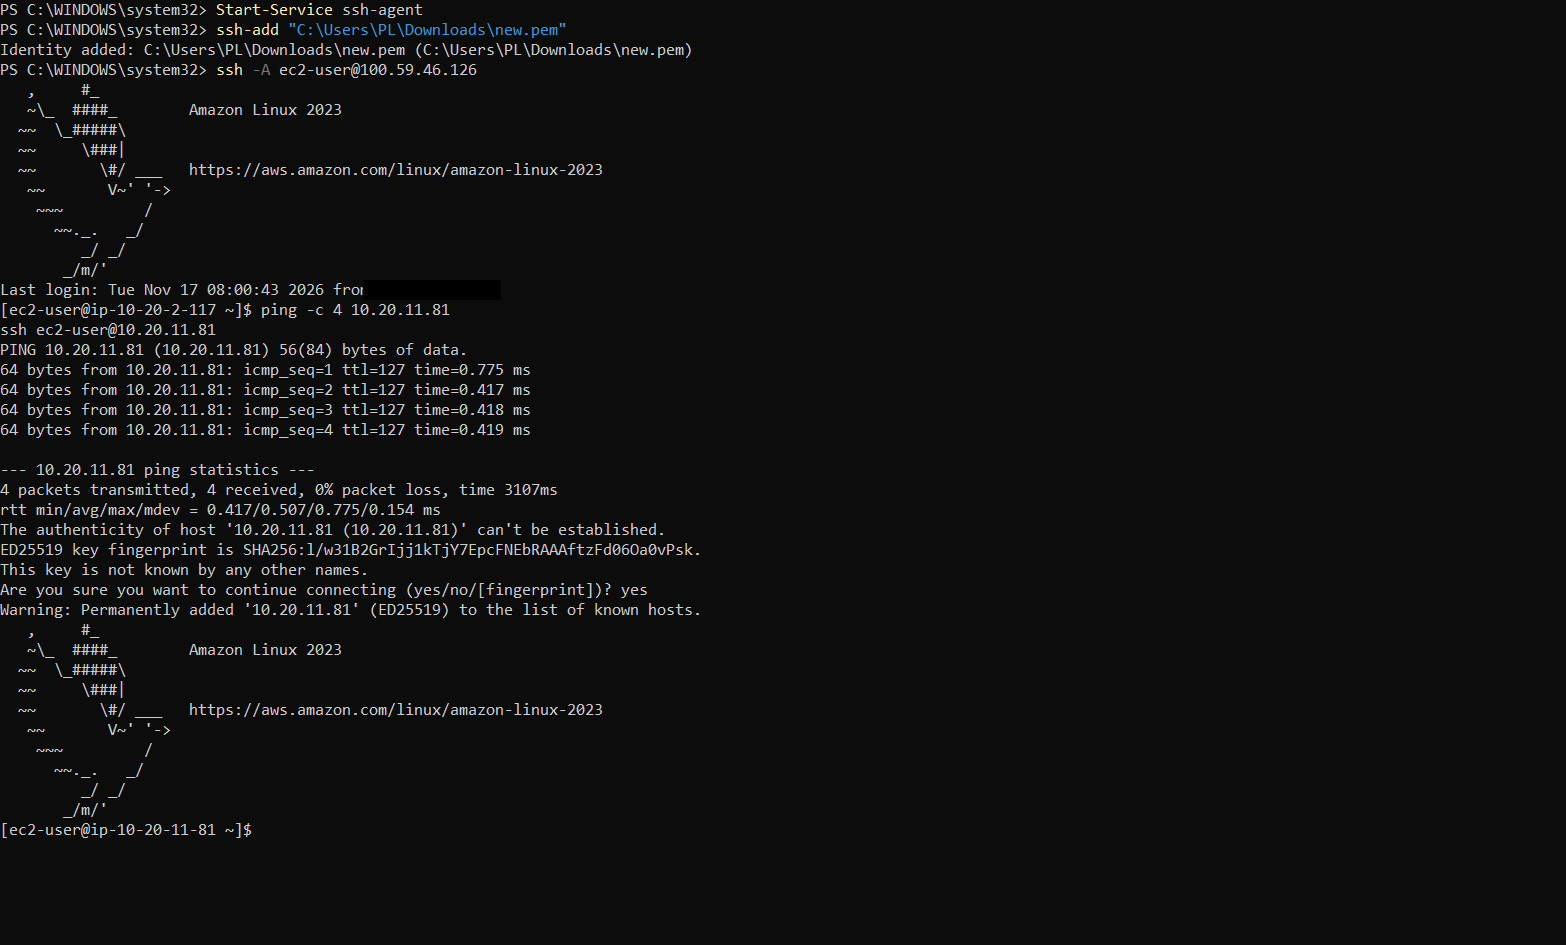 PS C:\WINDOWS\system32> Start-Service ssh-agent
PS C:\WINDOWS\system32> ssh-add "C:\Users\PL\Downloads\new.pem"
Identity added: C:\Users\PL\Downloads\new.pem (C:\Users\PL\Downloads\new.pem)
PS C:\WINDOWS\system32> ssh -A ec2-user@100.59.46.126
   ,     #_
   ~\_  ####_        Amazon Linux 2023
  ~~  \_#####\
  ~~     \###|
  ~~       \#/ ___   https://aws.amazon.com/linux/amazon-linux-2023
   ~~       V~' '->
    ~~~         /
      ~~._.   _/
         _/ _/
       _/m/'
Last login: Tue Nov 17 08:00:43 2026 from
[ec2-user@ip-10-20-2-117 ~]$ ping -c 4 10.20.11.81
ssh ec2-user@10.20.11.81
PING 10.20.11.81 (10.20.11.81) 56(84) bytes of data.
64 bytes from 10.20.11.81: icmp_seq=1 ttl=127 time=0.775 ms
64 bytes from 10.20.11.81: icmp_seq=2 ttl=127 time=0.417 ms
64 bytes from 10.20.11.81: icmp_seq=3 ttl=127 time=0.418 ms
64 bytes from 10.20.11.81: icmp_seq=4 ttl=127 time=0.419 ms

--- 10.20.11.81 ping statistics ---
4 packets transmitted, 4 received, 0% packet loss, time 3107ms
rtt min/avg/max/mdev = 0.417/0.507/0.775/0.154 ms
The authenticity of host '10.20.11.81 (10.20.11.81)' can't be established.
ED25519 key fingerprint is SHA256:l/w31B2GrIjj1kTjY7EpcFNEbRAAAftzFd06Oa0vPsk.
This key is not known by any other names.
Are you sure you want to continue connecting (yes/no/[fingerprint])? yes
Warning: Permanently added '10.20.11.81' (ED25519) to the list of known hosts.
   ,     #_
   ~\_  ####_        Amazon Linux 2023
  ~~  \_#####\
  ~~     \###|
  ~~       \#/ ___   https://aws.amazon.com/linux/amazon-linux-2023
   ~~       V~' '->
    ~~~         /
      ~~._.   _/
         _/ _/
       _/m/'
[ec2-user@ip-10-20-11-81 ~]$